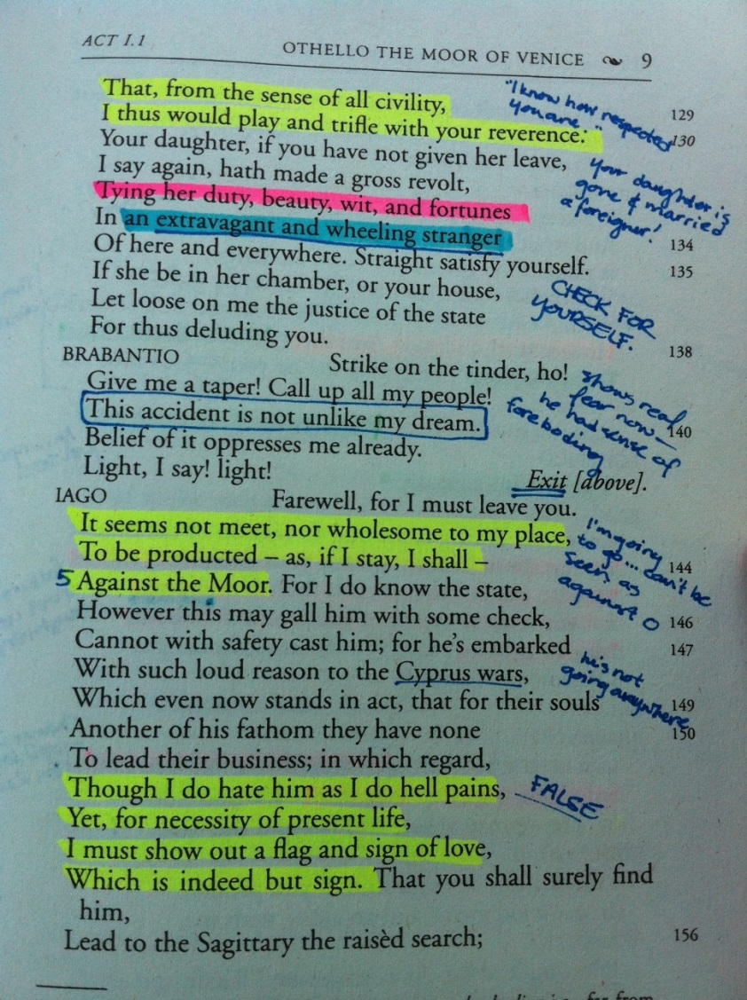 ACT I.1
OTHELLO THE MOOR OF VENICE 9
That, from the sense of all civility,
129
I thus would play and trifle with your reverence:
130
"I know how respected
you are."
Your daughter, if you have not given her leave,
I say again, hath made a gross revolt,
Tying her duty, beauty, wit, and fortunes
your daughter is
gone & married
a foreigner!
In an extravagant and wheeling stranger
134
Of here and everywhere. Straight satisfy yourself.
135
If she be in her chamber, or your house,
Let loose on me the justice of the state
CHECK FOR
YOURSELF.
For thus deluding you.
138
BRABANTIO Strike on the tinder, ho!
Give me a taper! Call up all my people!
This accident is not unlike my dream.
140
shows real
fear now –
he had sense of
foreboding
Belief of it oppresses me already.
Light, I say! light! Exit [above].
IAGO Farewell, for I must leave you.
It seems not meet, nor wholesome to my place,
144
To be producted – as, if I stay, I shall –
I'm going
to go... can't be
seen as
against O
5 Against the Moor. For I do know the state,
However this may gall him with some check,
146
Cannot with safety cast him; for he's embarked
147
With such loud reason to the Cyprus wars,
he's not
going anywhere
Which even now stands in act, that for their souls
149
Another of his fathom they have none
150
To lead their business; in which regard,
Though I do hate him as I do hell pains,
FALSE
Yet, for necessity of present life,
I must show out a flag and sign of love,
Which is indeed but sign. That you shall surely find
him,
Lead to the Sagittary the raisèd search;
156